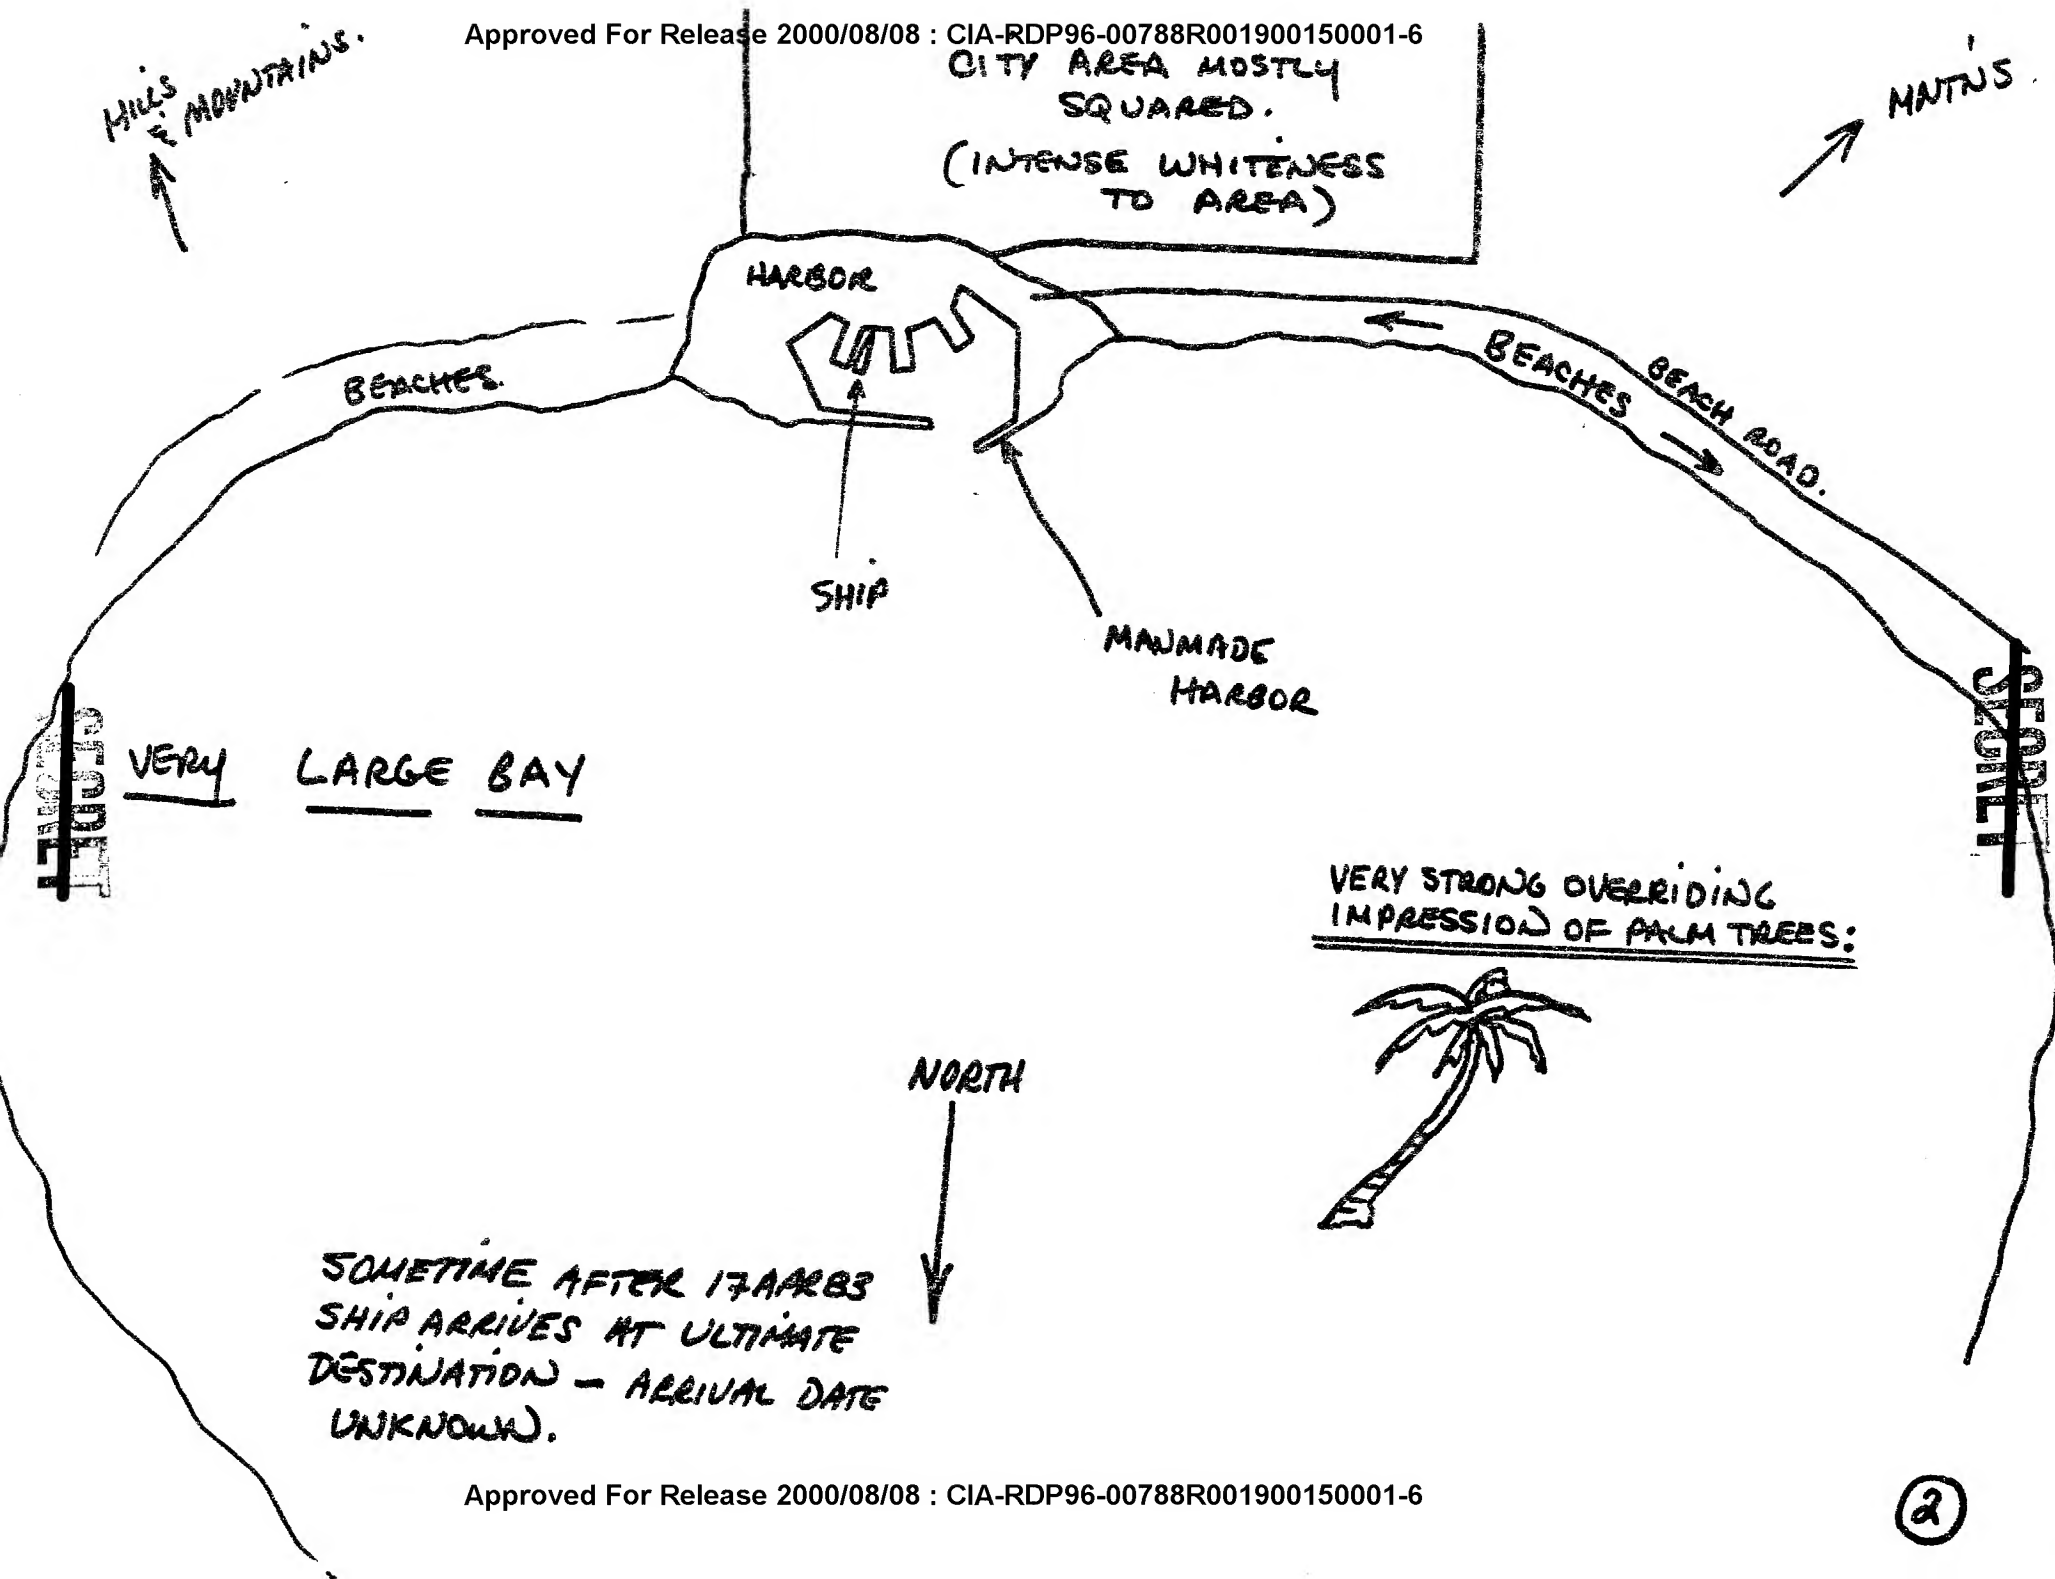 Approved For Release 2000/08/08 : CIA-RDP96-00788R001900150001-6
HILLS
& MOUNTAINS.
CITY AREA MOSTLY
SQUARED.
(INTENSE WHITENESS
TO AREA)
MNTNS.
HARBOR
BEACHES.
BEACHES
BEACH ROAD.
SHIP
MANMADE
HARBOR
SECRET
SECRET
VERY LARGE BAY
SECRET
SECRET
VERY STRONG OVERRIDING
IMPRESSION OF PALM TREES:
NORTH
SOMETIME AFTER 17APR83
SHIP ARRIVES AT ULTIMATE
DESTINATION — ARRIVAL DATE
UNKNOWN.
Approved For Release 2000/08/08 : CIA-RDP96-00788R001900150001-6
2